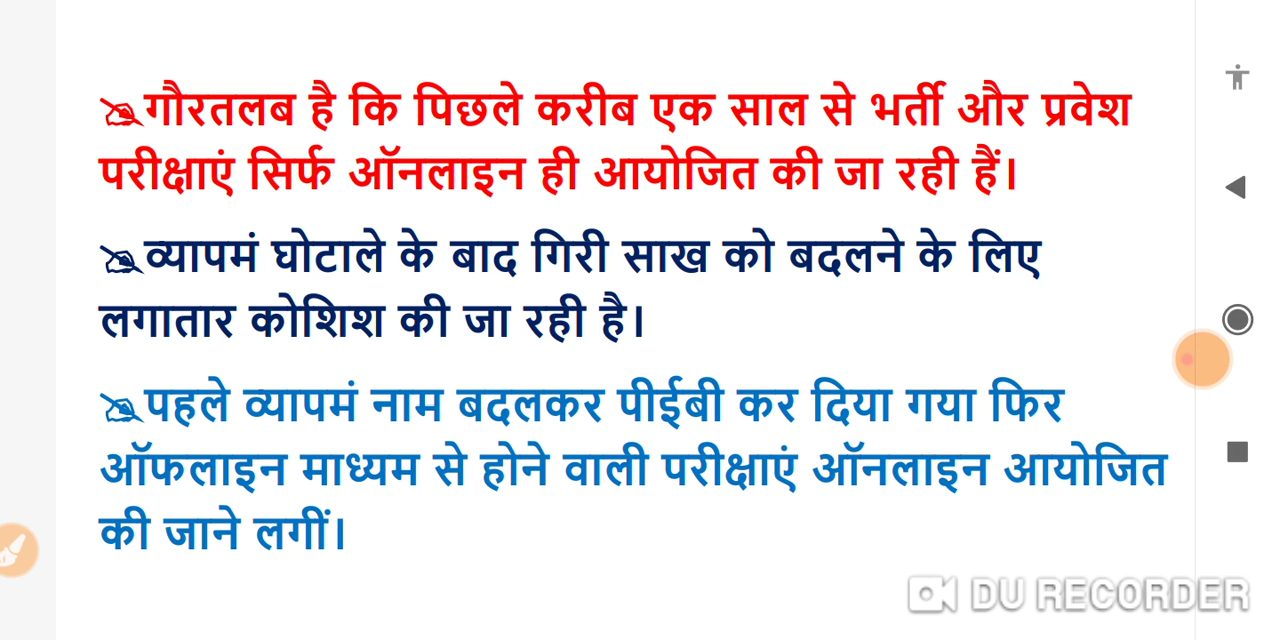 गौरतलब है कि पिछले करीब एक साल से भर्ती और प्रवेश
परीक्षाएं सिर्फ ऑनलाइन ही आयोजित की जा रही हैं।
व्यापमं घोटाले के बाद गिरी साख को बदलने के लिए
लगातार कोशिश की जा रही है।
पहले व्यापमं नाम बदलकर पीईबी कर दिया गया फिर
ऑफलाइन माध्यम से होने वाली परीक्षाएं ऑनलाइन आयोजित
की जाने लगीं।
DU RECORDER